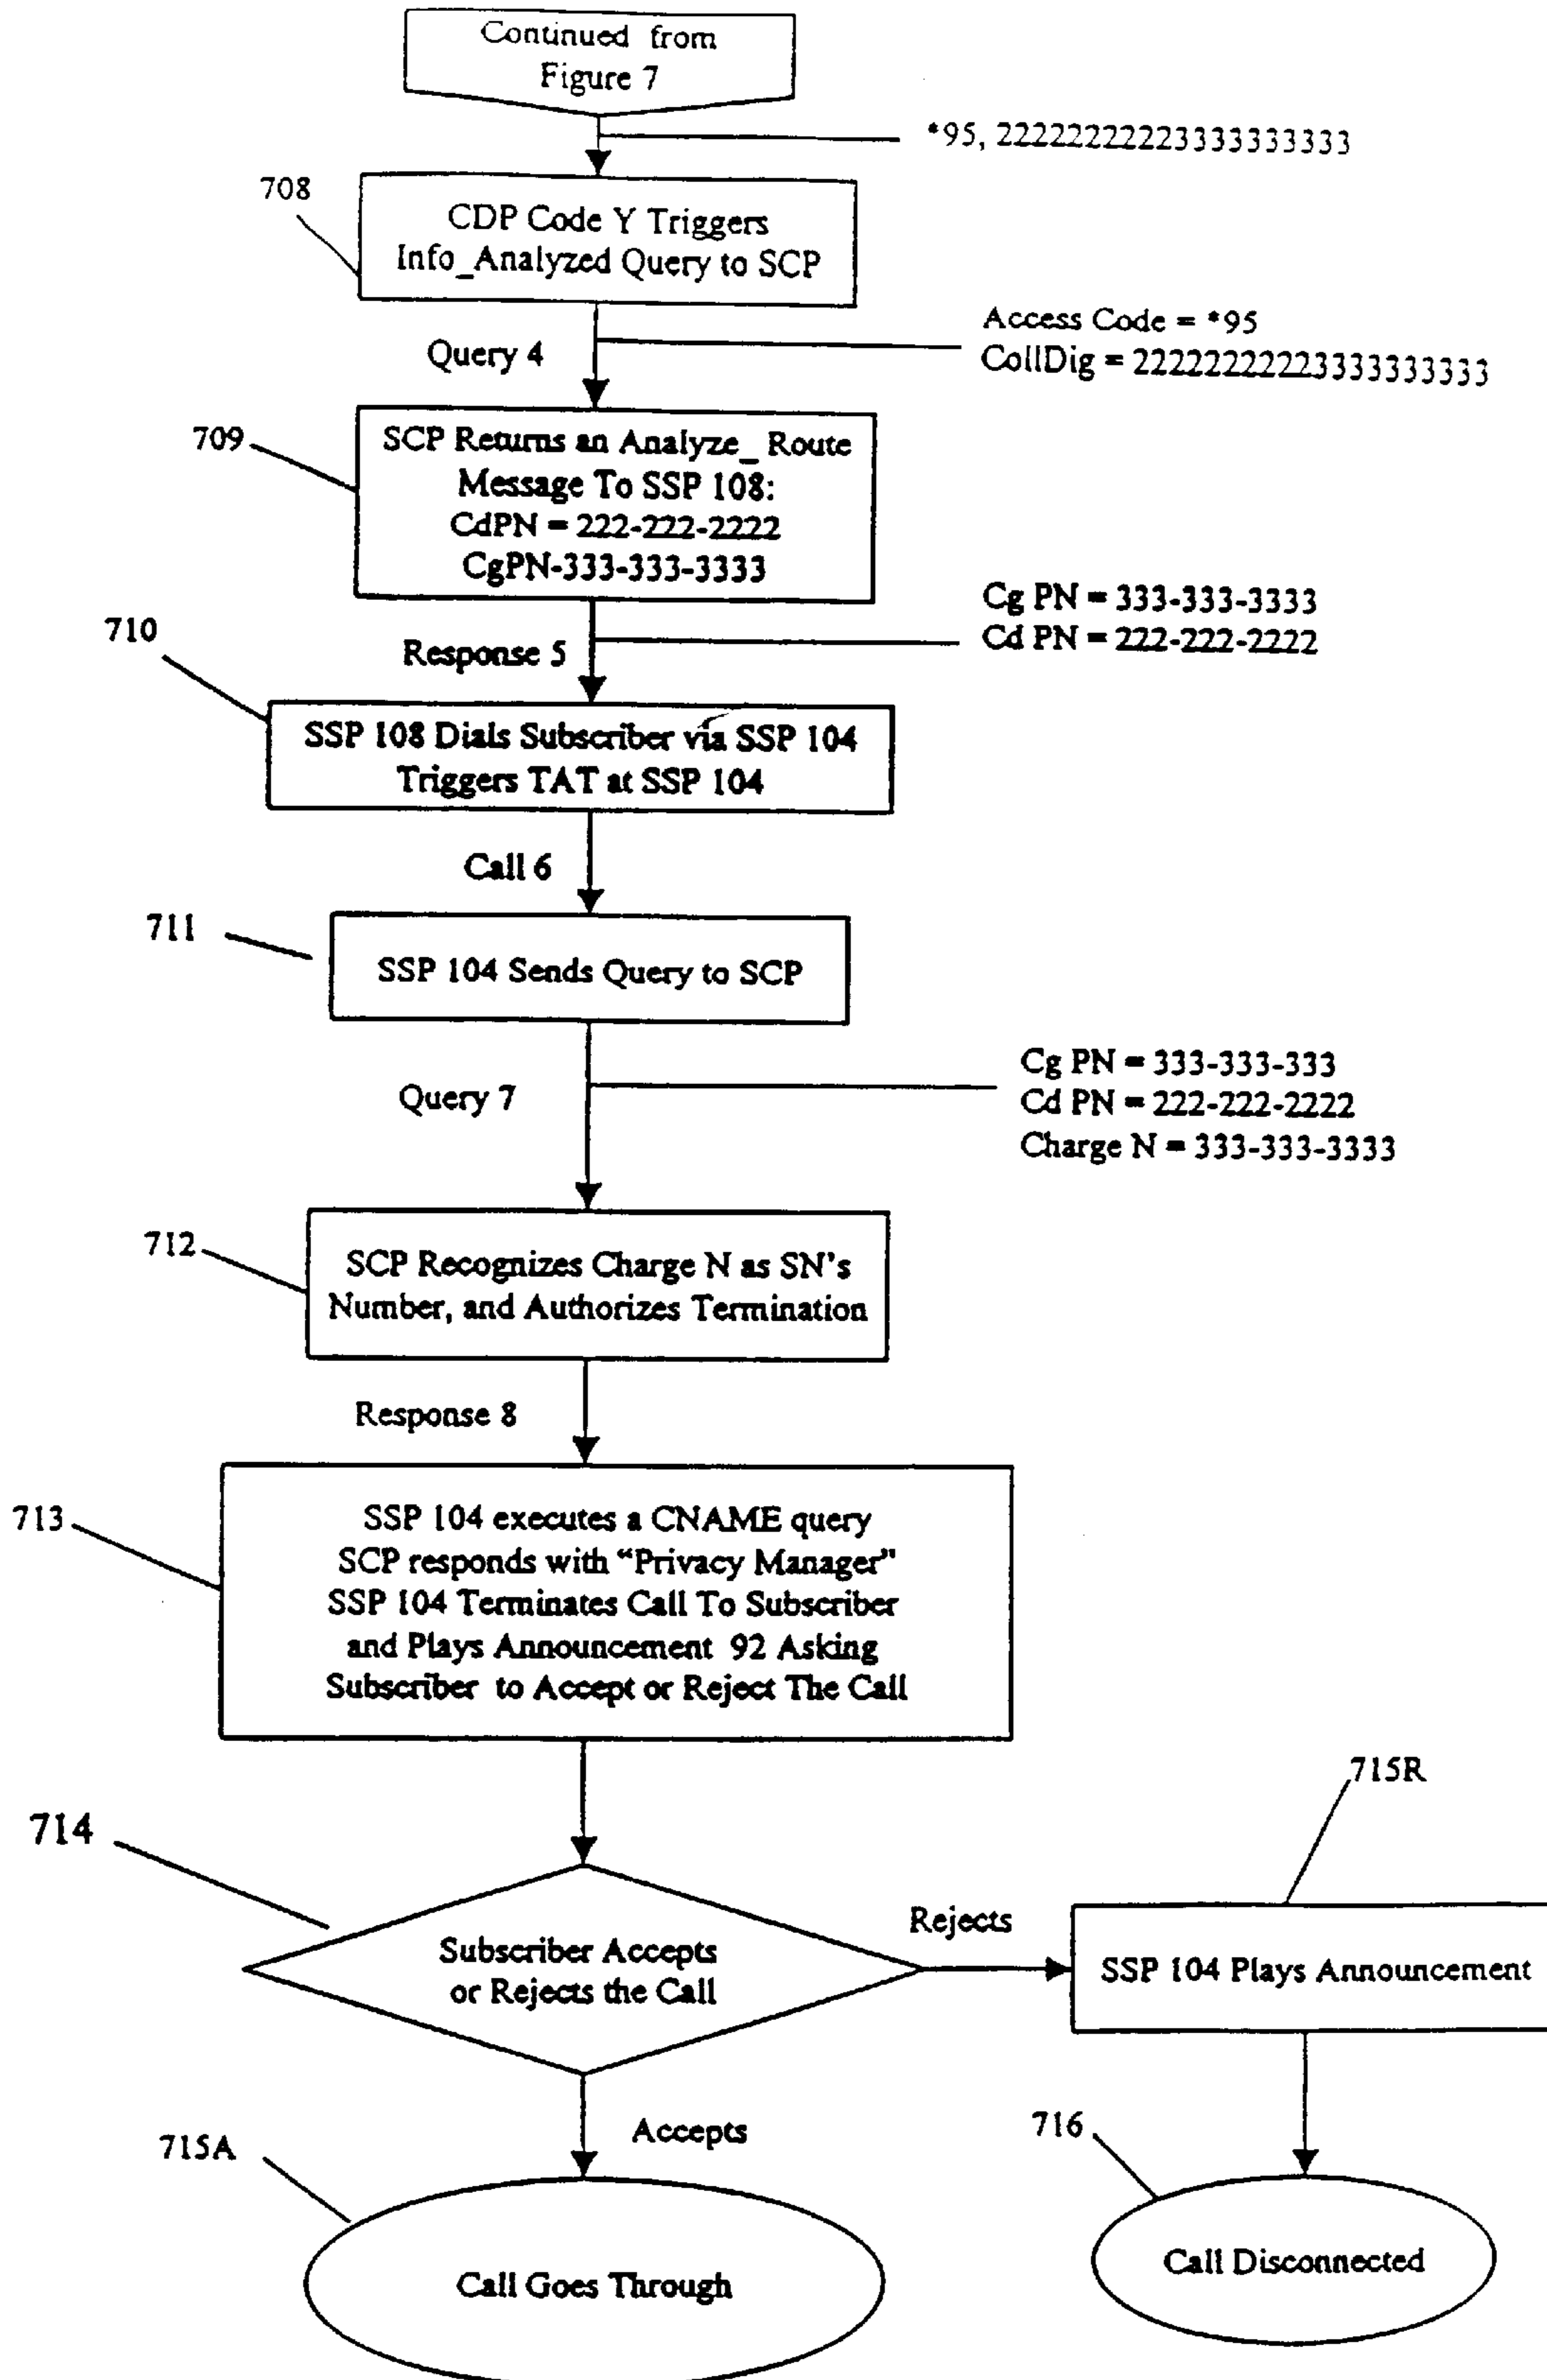 Continued from
Figure 7
*95, 22222222223333333333
708
CDP Code Y Triggers
Info_Analyzed Query to SCP
Query 4
Access Code = *95
CollDig = 22222222223333333333
709
SCP Returns an Analyze_ Route
Message To SSP 108:
CdPN = 222-222-2222
CgPN-333-333-3333
Response 5
Cg PN = 333-333-3333
Cd PN = 222-222-2222
710
SSP 108 Dials Subscriber via SSP 104
Triggers TAT at SSP 104
Call 6
711
SSP 104 Sends Query to SCP
Query 7
Cg PN = 333-333-333
Cd PN = 222-222-2222
Charge N = 333-333-3333
712
SCP Recognizes Charge N as SN's
Number, and Authorizes Termination
Response 8
713
SSP 104 executes a CNAME query
SCP responds with "Privacy Manager"
SSP 104 Terminates Call To Subscriber
and Plays Announcement 92 Asking
Subscriber to Accept or Reject The Call
714
Subscriber Accepts
or Rejects the Call
Rejects
715R
SSP 104 Plays Announcement
Accepts
715A
Call Goes Through
716
Call Disconnected